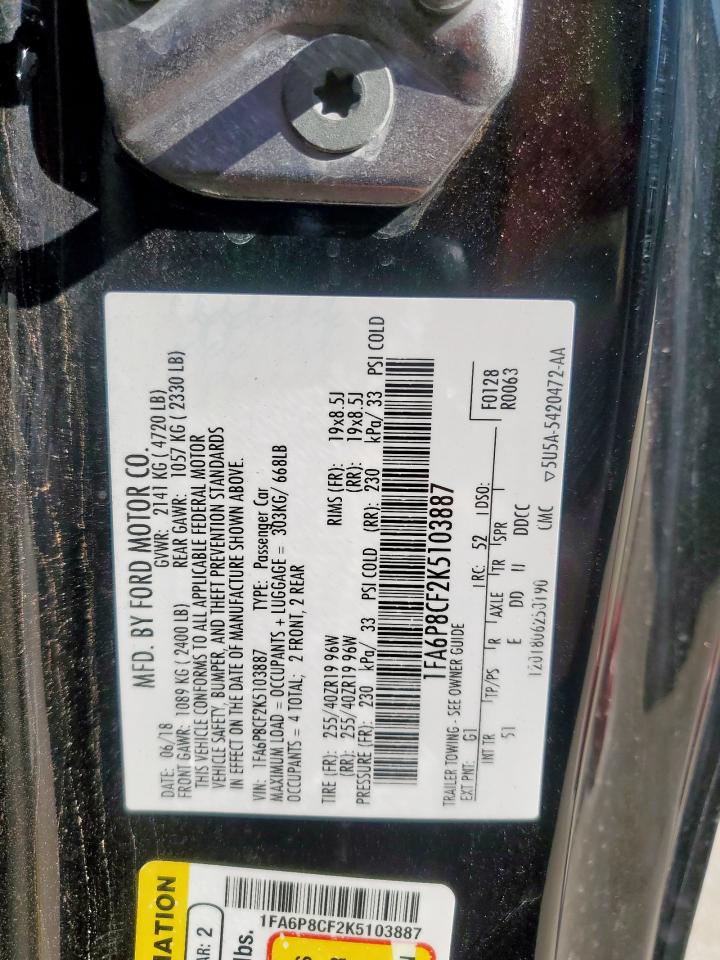 MFD. BY FORD MOTOR CO.
DATE: 06/18 GVWR: 2141 KG ( 4720 LB)
FRONT GAWR: 1089 KG ( 2400 LB) REAR GAWR: 1057 KG ( 2330 LB)
THIS VEHICLE CONFORMS TO ALL APPLICABLE FEDERAL MOTOR
VEHICLE SAFETY, BUMPER, AND THEFT PREVENTION STANDARDS
IN EFFECT ON THE DATE OF MANUFACTURE SHOWN ABOVE.
VIN: 1FA6P8CF2K5103887 TYPE: Passenger Car
MAXIMUM LOAD = OCCUPANTS + LUGGAGE = 303KG/ 668LB
OCCUPANTS = 4 TOTAL; 2 FRONT, 2 REAR
TIRE (FR): 255/40ZR19 96W RIMS (FR): 19x8.5J
(RR): 255/40ZR19 96W (RR): 19x8.5J
PRESSURE (FR): 230 kPa/ 33 PSI COLD (RR): 230 kPa/ 33 PSI COLD
1FA6P8CF2K5103887
TRAILER TOWING - SEE OWNER GUIDE
EXT PNT: G1 RC: 52 DSO: F0128
R0063
INT TR TP/PS R AXLE TR SPR
51 E DD II DDCC
CMC ▽5U5A-5420472-AA
MATION
AR: 2
lbs.
1FA6P8CF2K5103887